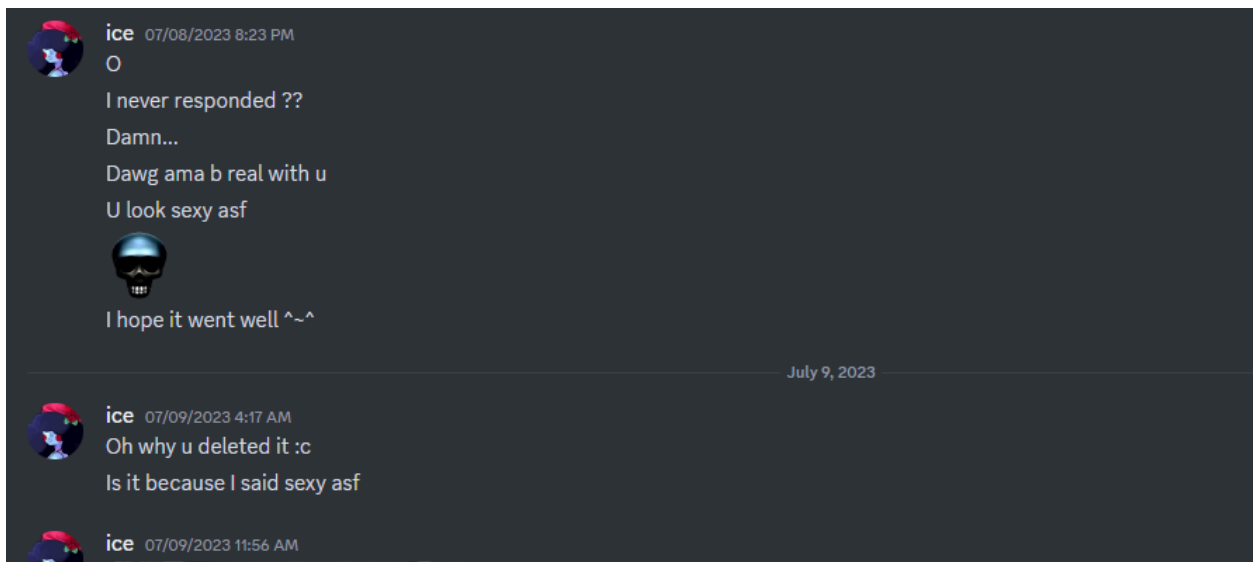 ice 07/08/2023 8:23 PM
O
I never responded ??
Damn...
Dawg ama b real with u
U look sexy asf
I hope it went well ^~^
July 9, 2023
ice 07/09/2023 4:17 AM
Oh why u deleted it :c
Is it because I said sexy asf
ice 07/09/2023 11:56 AM